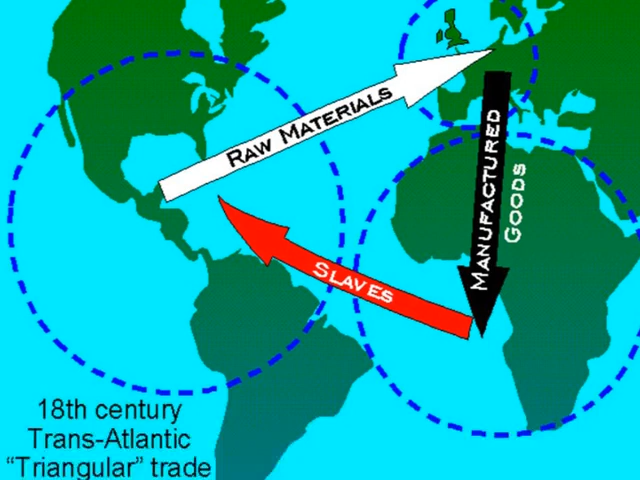 RAW MATERIALS
MANUFACTURED
GOODS
SLAVES
18th century
Trans-Atlantic
“Triangular” trade